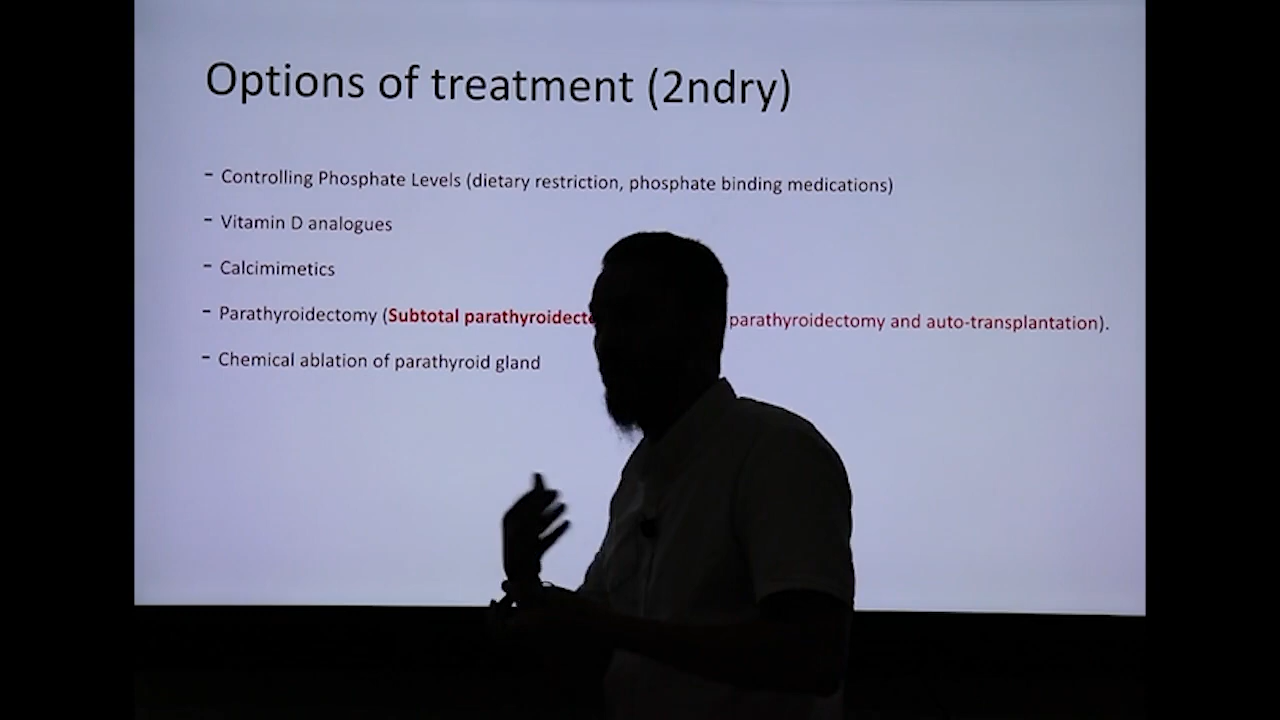 Options of treatment (2ndry)
- Controlling Phosphate Levels (dietary restriction, phosphate binding medications)
- Vitamin D analogues
- Calcimimetics
- Parathyroidectomy (Subtotal parathyroidecto parathyroidectomy and auto-transplantation).
- Chemical ablation of parathyroid gland